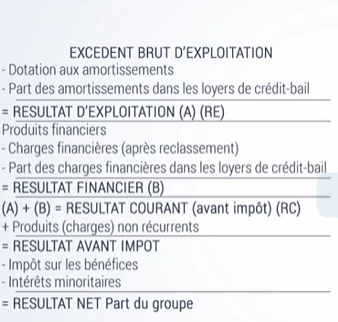 EXCEDENT BRUT D'EXPLOITATION
- Dotation aux amortissements
- Part des amortissements dans les loyers de crédit-bail
= RESULTAT D'EXPLOITATION (A) (RE)
Produits financiers
- Charges financières (après reclassement)
- Part des charges financières dans les loyers de crédit-bail
= RESULTAT FINANCIER (B)
(A) + (B) = RESULTAT COURANT (avant impôt) (RC)
+ Produits (charges) non récurrents
= RESULTAT AVANT IMPOT
- Impôt sur les bénéfices
- Intérêts minoritaires
= RESULTAT NET Part du groupe